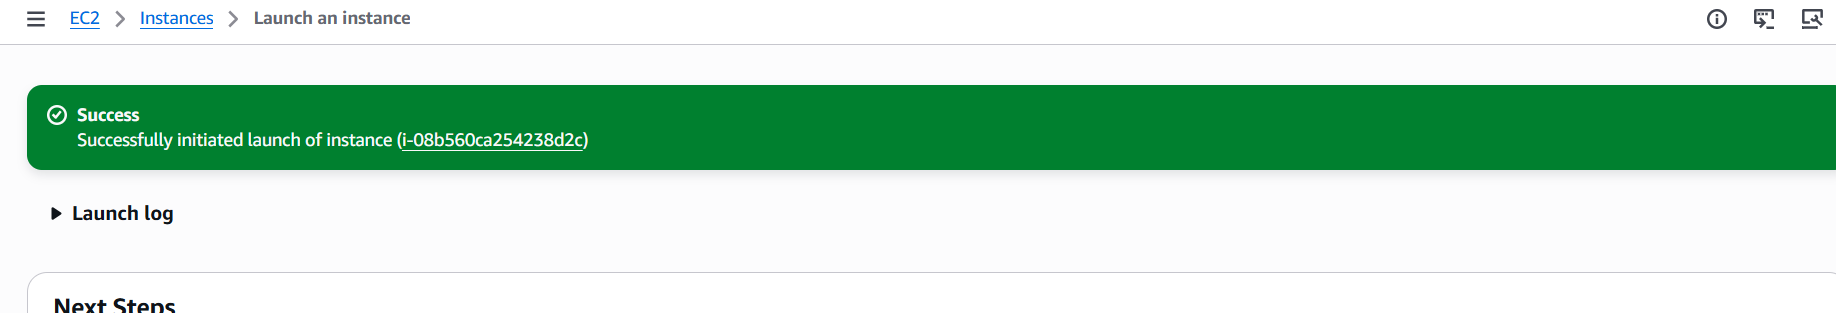 EC2 > Instances > Launch an instance
Success
Successfully initiated launch of instance (i-08b560ca254238d2c)
Launch log
Next Steps